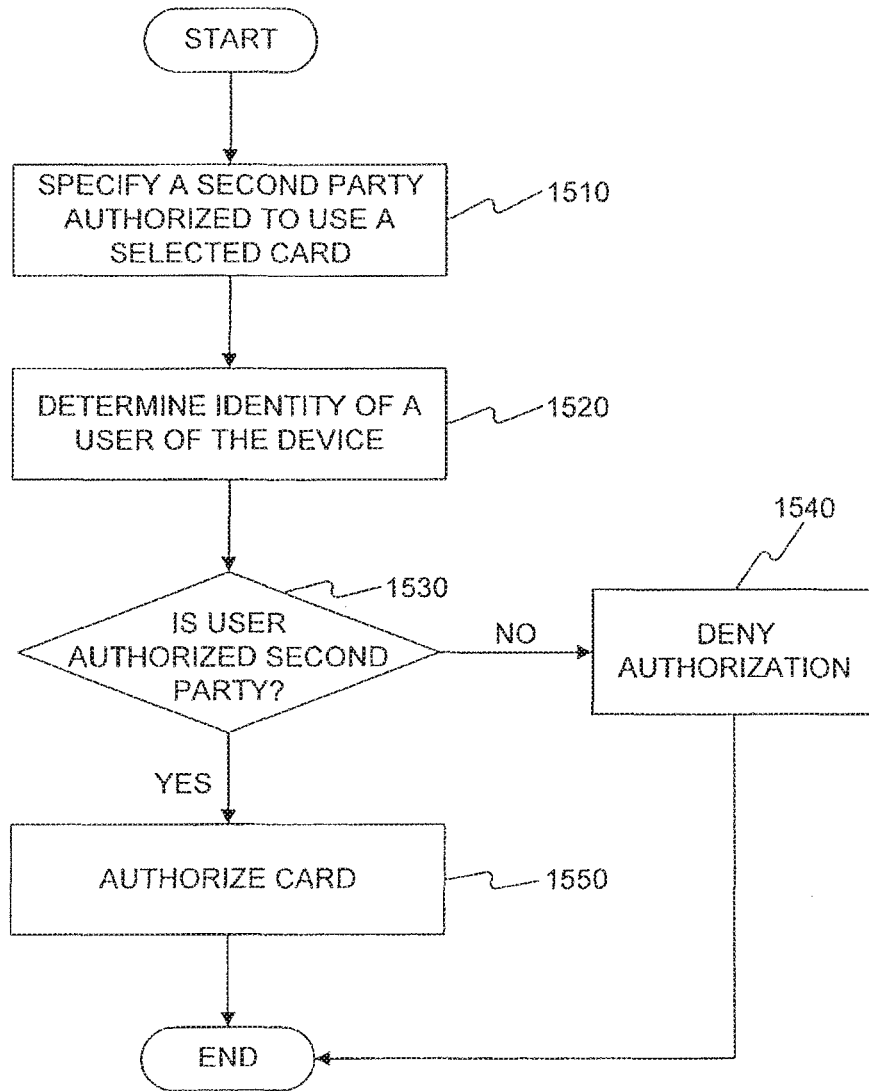 START
SPECIFY A SECOND PARTY
AUTHORIZED TO USE A
SELECTED CARD
1510
DETERMINE IDENTITY OF A
USER OF THE DEVICE
1520
IS USER
AUTHORIZED SECOND
PARTY?
1530
NO
1540
DENY
AUTHORIZATION
YES
AUTHORIZE CARD
1550
END